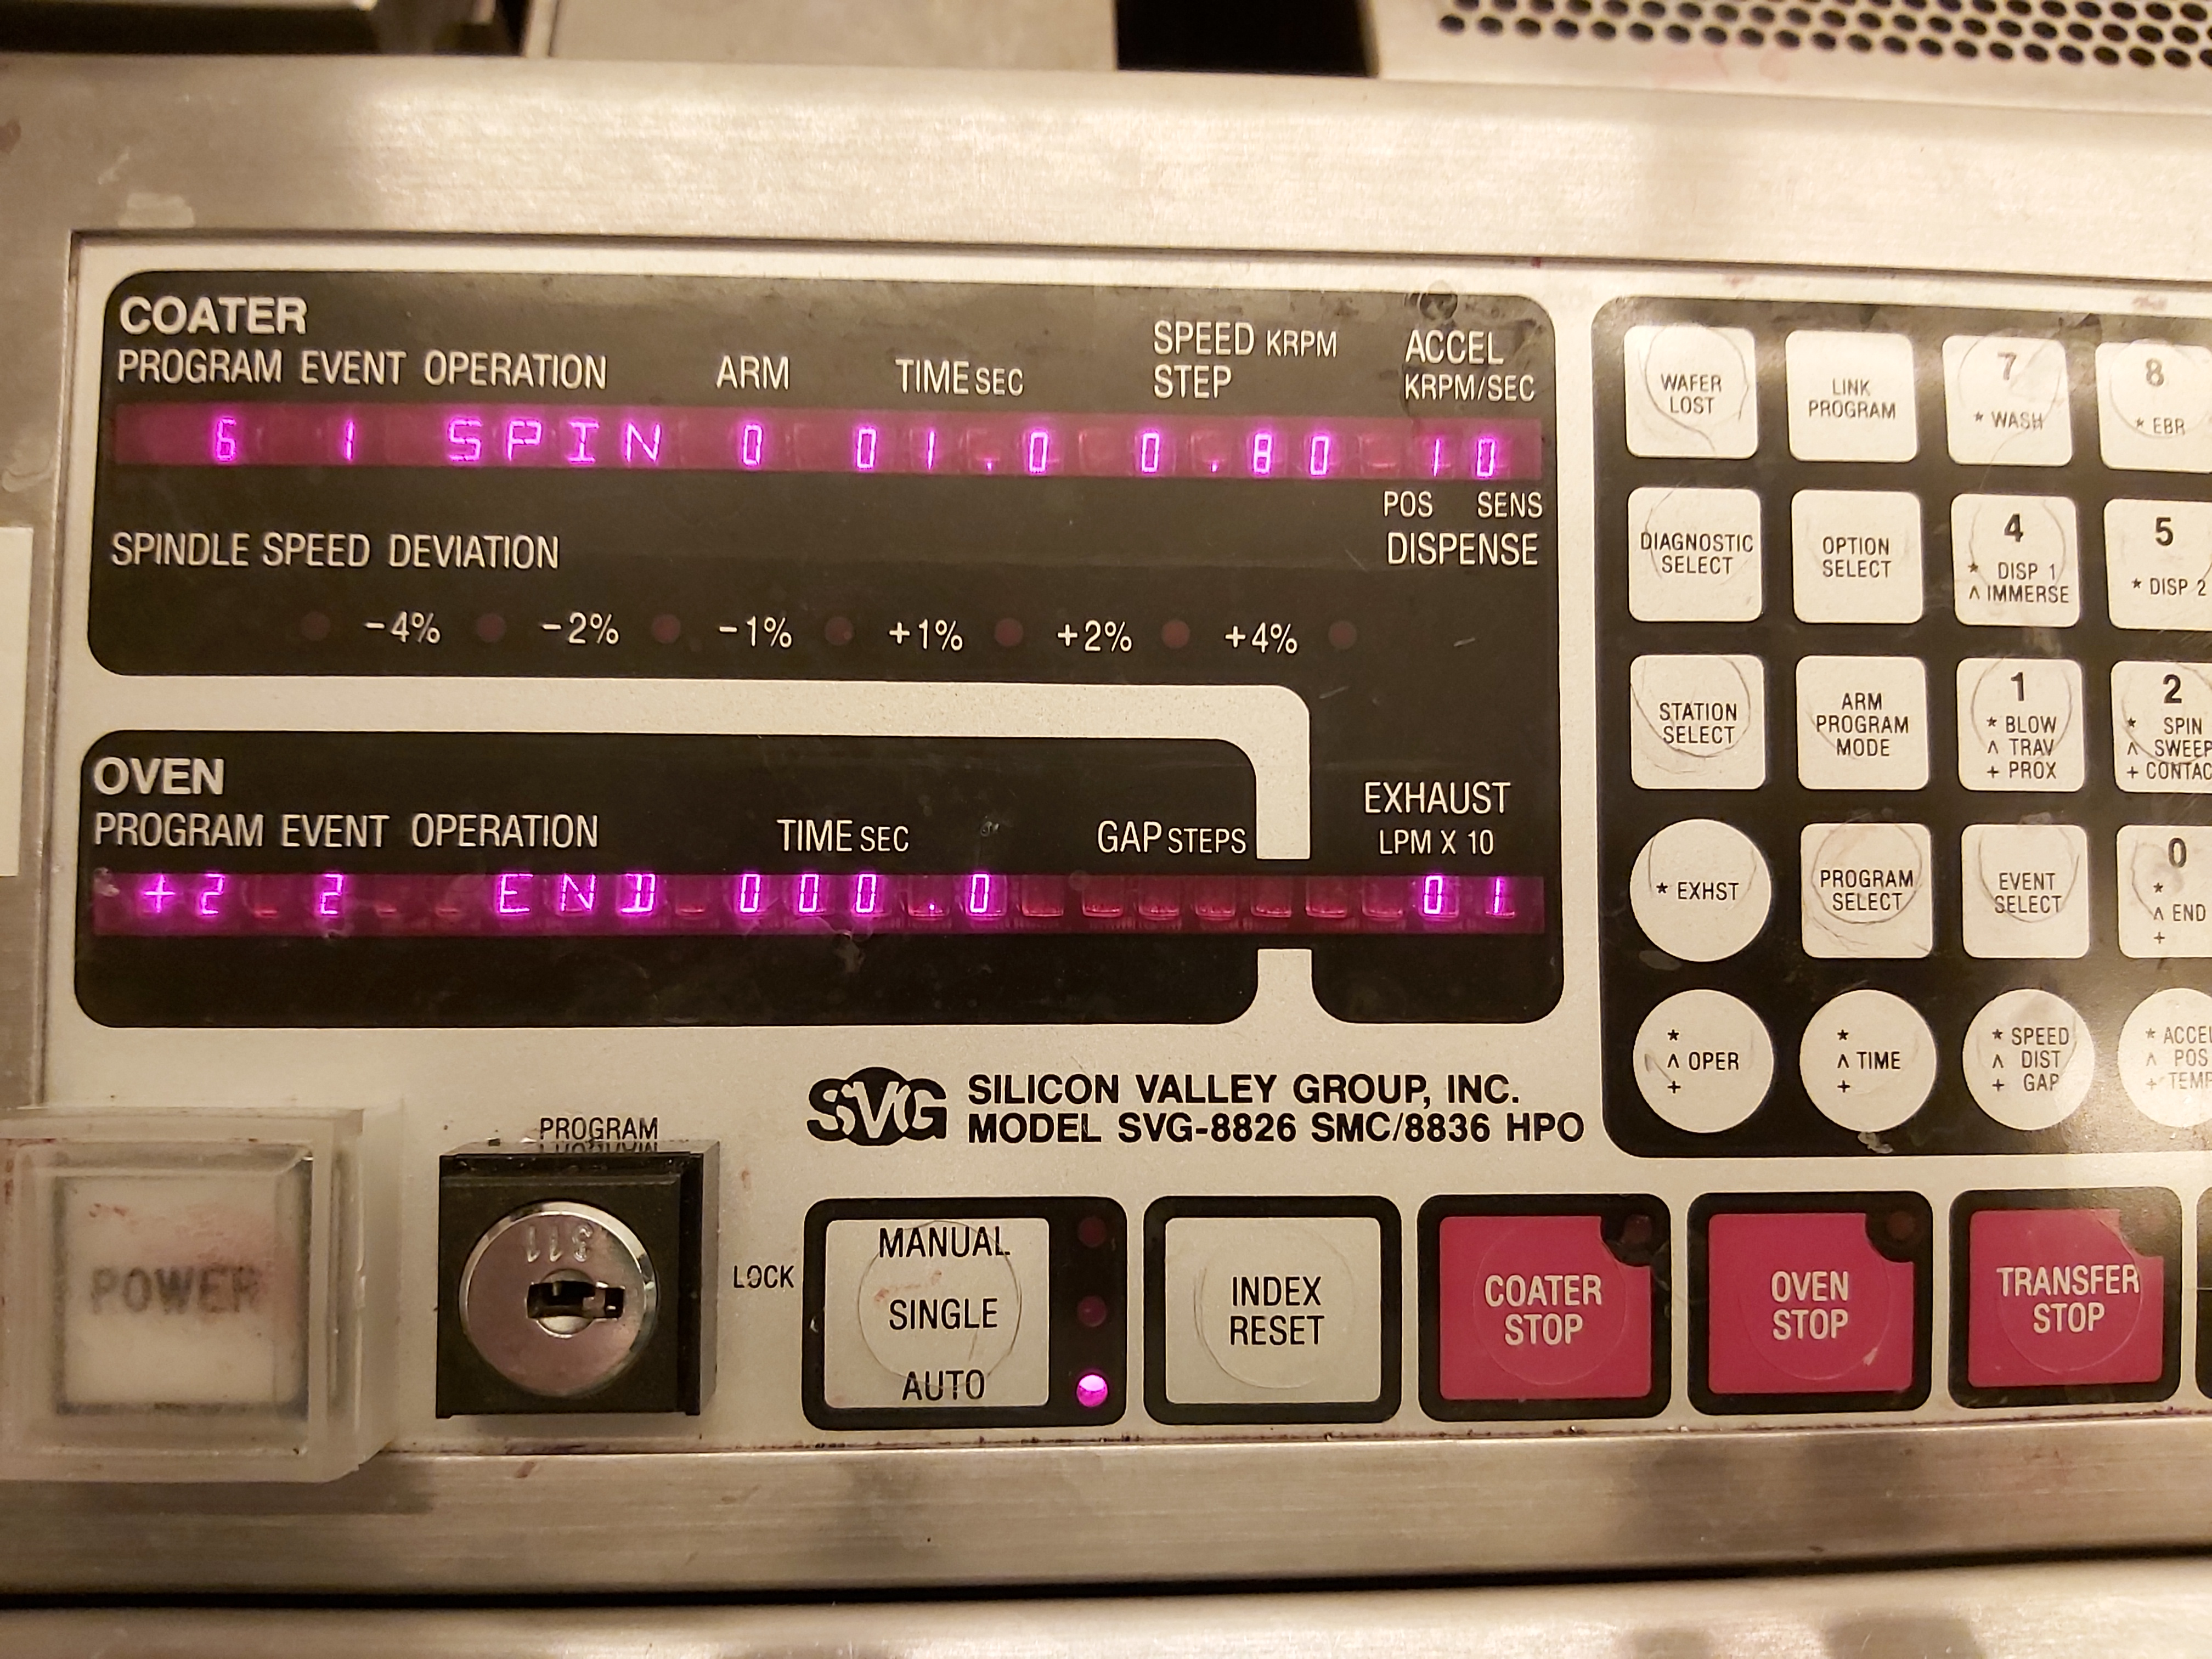 COATER
PROGRAM EVENT OPERATION ARM TIME SEC SPEED KRPM STEP ACCEL KRPM/SEC
6 1 SPIN 0 01.0 0.80 10
POS SENS
DISPENSE
SPINDLE SPEED DEVIATION
-4% -2% -1% +1% +2% +4%
OVEN
PROGRAM EVENT OPERATION TIME SEC GAP STEPS
EXHAUST
LPM X 10
+2 2 END 000.0 01
SVG SILICON VALLEY GROUP, INC.
MODEL SVG-8826 SMC/8836 HPO
WAFER LOST
LINK PROGRAM
7
* WASH
8
* EBR
DIAGNOSTIC SELECT
OPTION SELECT
4
* DISP 1
^ IMMERSE
5
* DISP 2
STATION SELECT
ARM PROGRAM MODE
1
* BLOW
^ TRAV
+ PROX
2
* SPIN
^ SWEEP
+ CONTAC
* EXHST
PROGRAM SELECT
EVENT SELECT
0
*
^ END
+
*
^ OPER
+
*
^ TIME
+
* SPEED
^ DIST
+ GAP
* ACCEL
^ POS
+ TEMP
POWER
PROGRAM
311
LOCK
MANUAL
SINGLE
AUTO
INDEX RESET
COATER STOP
OVEN STOP
TRANSFER STOP